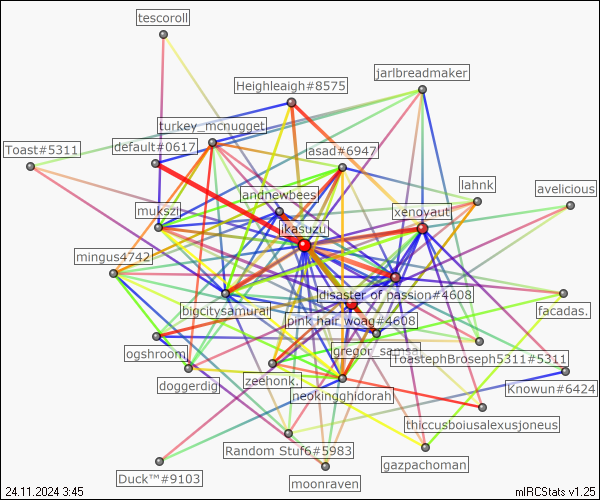 tescoroll
jarlbreadmaker
Heighleaigh#8575
turkey_mcnugget
default#0617
asad#6947
Toast#5311
lahnk
avelicious
andnewbees
mukszi
xenoyaut
ikasuzu
mingus4742
disaster of passion#4608
bigcitysamurai
facadas.
pink hair woag#4608
gregor_samsa
ogshroom
ToastephBroseph5311#5311
doggerdig
zeehonk.
Knowun#6424
neokingghidorah
thiccusboiusalexusjoneus
Random Stuf6#5983
gazpachoman
Duck™#9103
moonraven
24.11.2024 3:45
mIRCStats v1.25